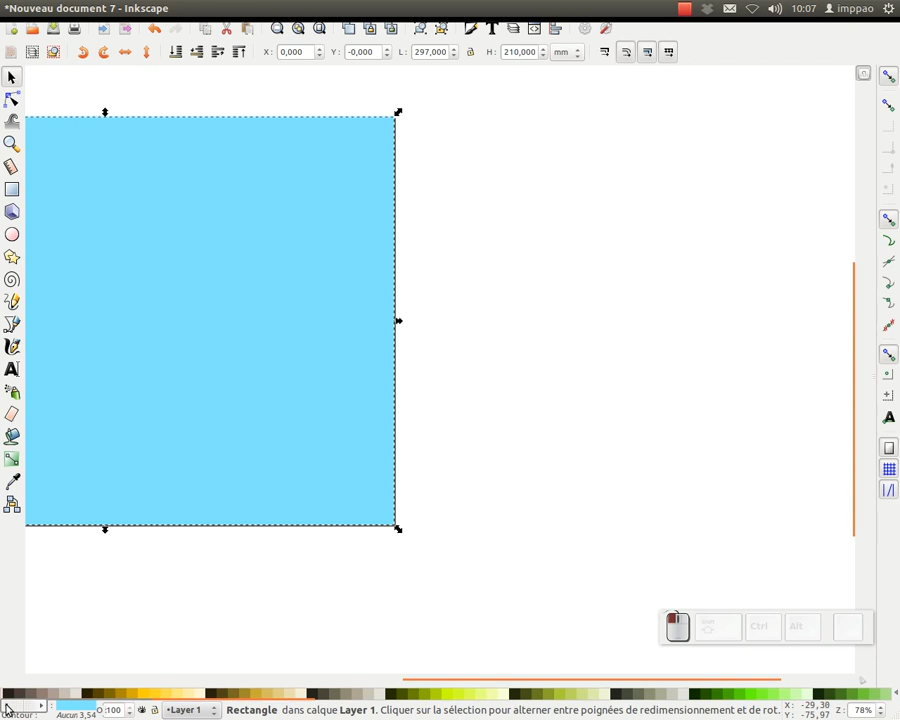 *Nouveau document 7 - Inkscape
10:07 imppao
X : 0,000 Y : -0,000 L : 297,000 H : 210,000 mm
Ctrl Alt
Contour : Aucun 3,54 O: 100 •Layer 1 Rectangle dans calque Layer 1. Cliquer sur la sélection pour alterner entre poignées de redimensionnement et de rot. X: -29,30 Z: 78%
Y: -75,97